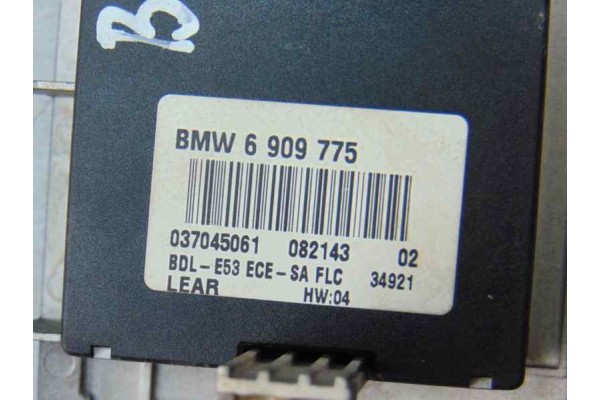 B
BMW 6 909 775
037045061 082143 02
BDL-E53 ECE-SA FLC 34921
LEAR HW:04